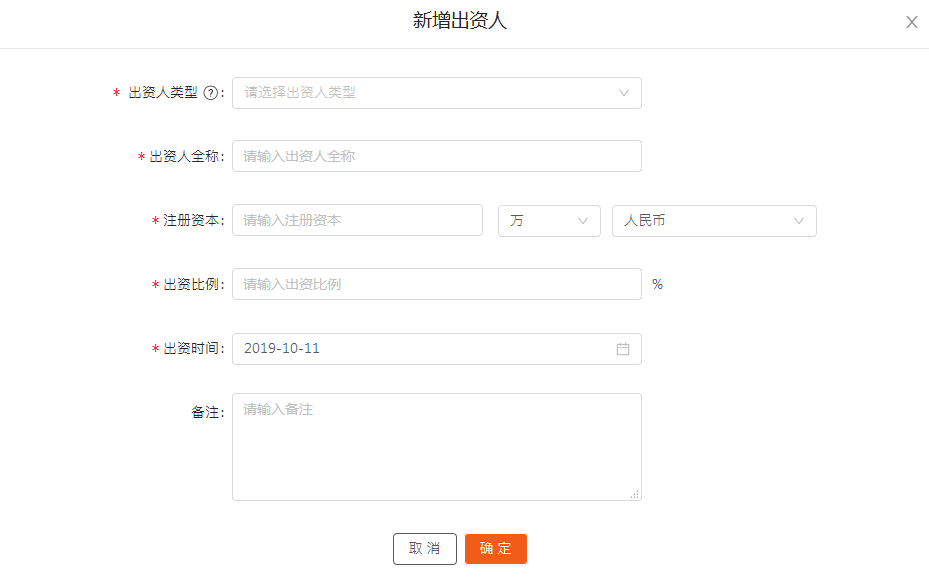 新增出资人
* 出资人类型 ? : 请选择出资人类型
* 出资人全称: 请输入出资人全称
* 注册资本: 请输入注册资本 万 人民币
* 出资比例: 请输入出资比例 %
* 出资时间: 2019-10-11
备注: 请输入备注
取 消 确 定